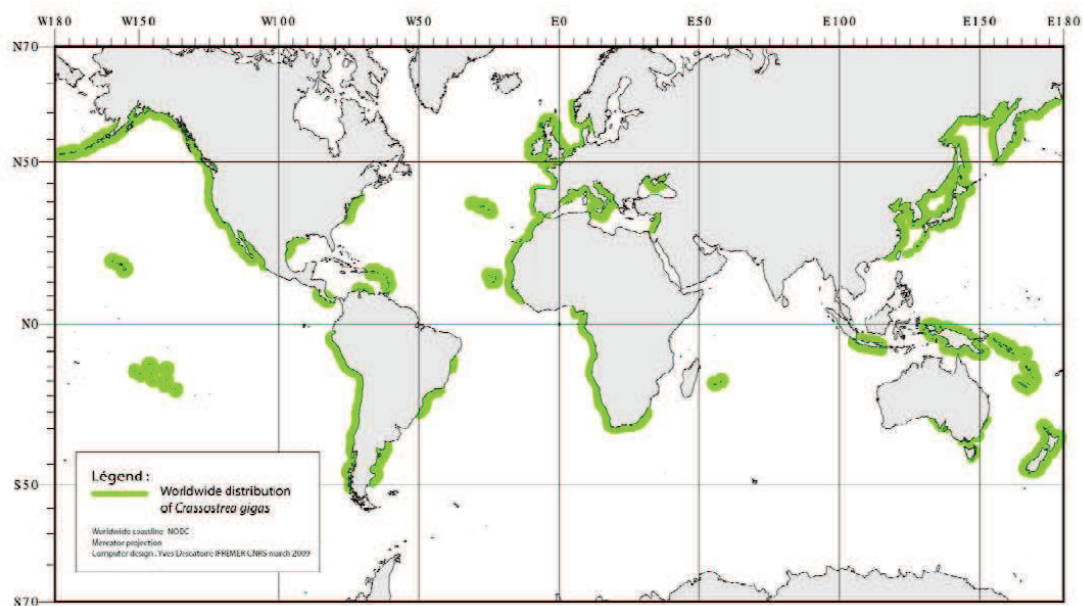 W180 W150 W100 W50 E0 E50 E100 E150 E180
N70
N50
N0
S50
S70
Légend :
Worldwide distribution
of Crassostrea gigas
Worldwide coastline NODC
Mercator projection
Computer design : Yves Descatoire IFREMER CNRS march 2009